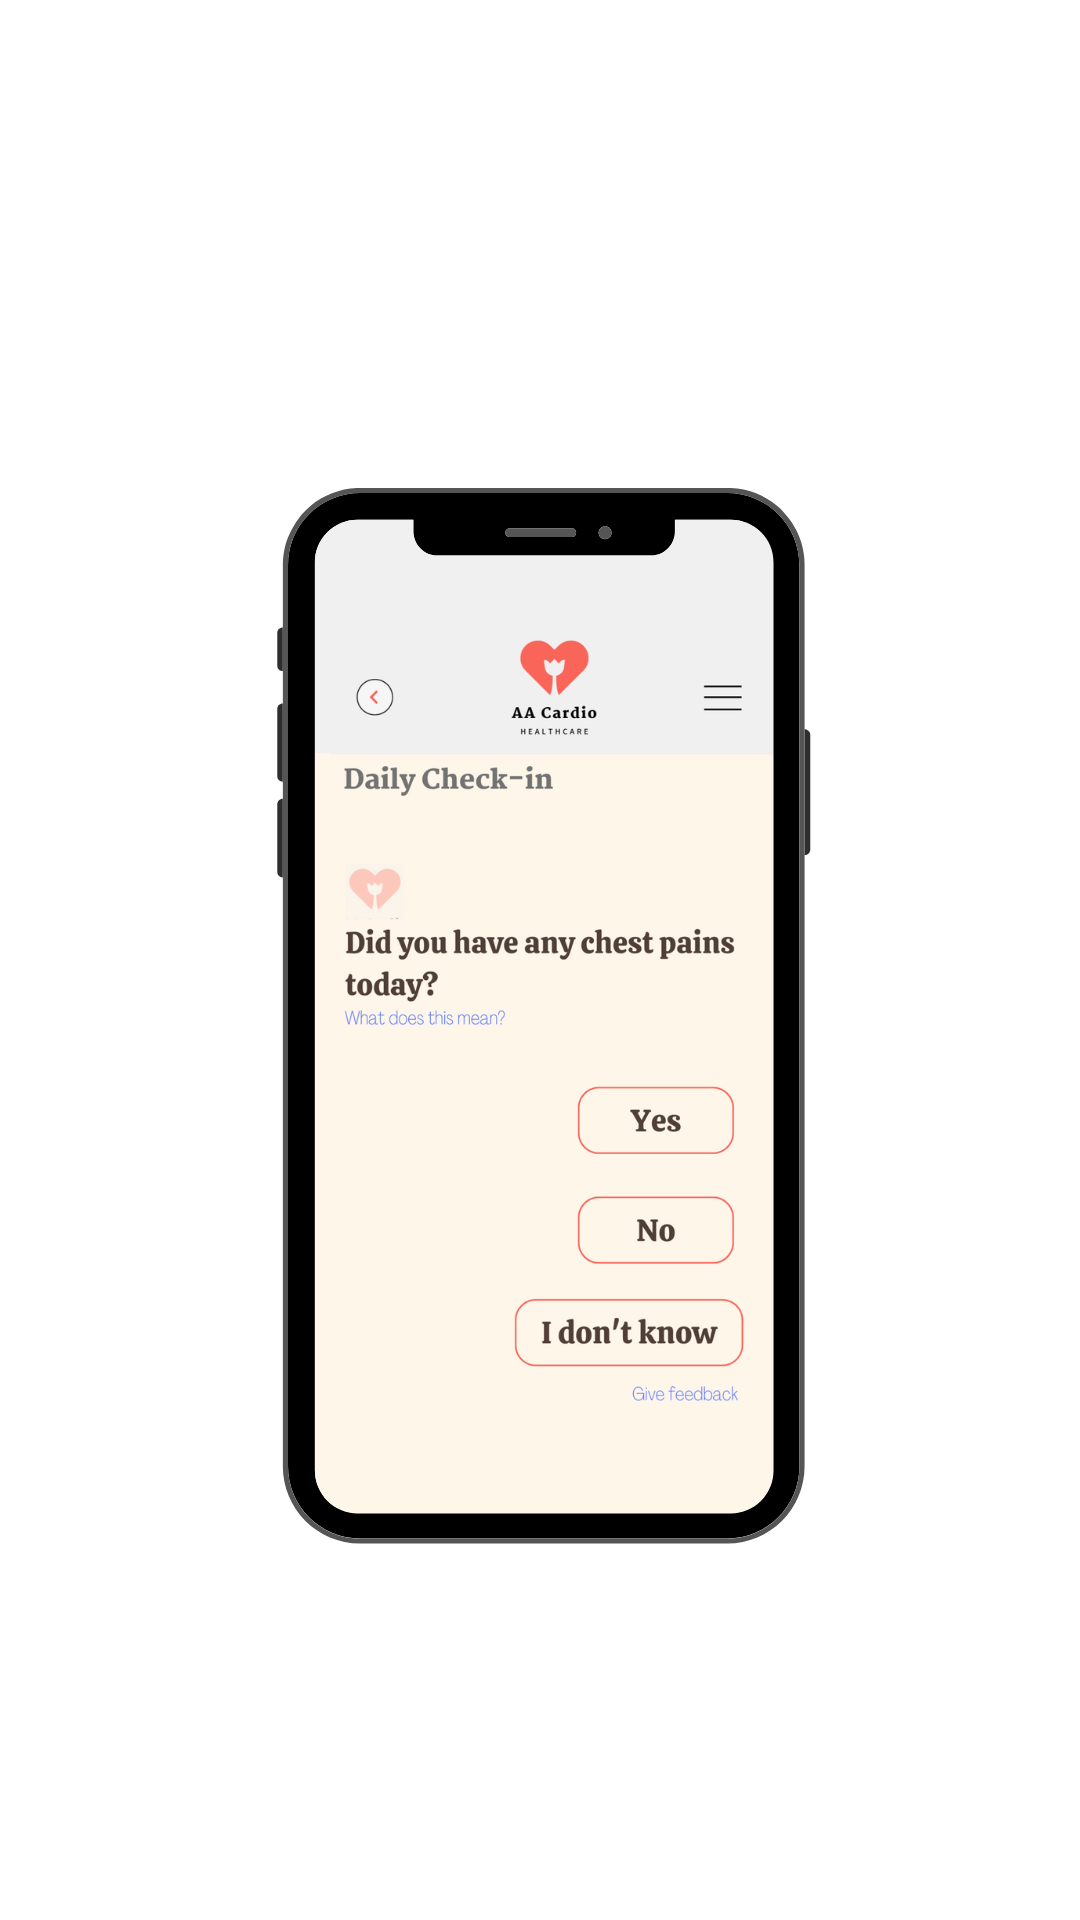 AA Cardio
HEALTHCARE
Daily Check-in
Did you have any chest pains
today?
What does this mean?
Yes
No
I don't know
Give feedback